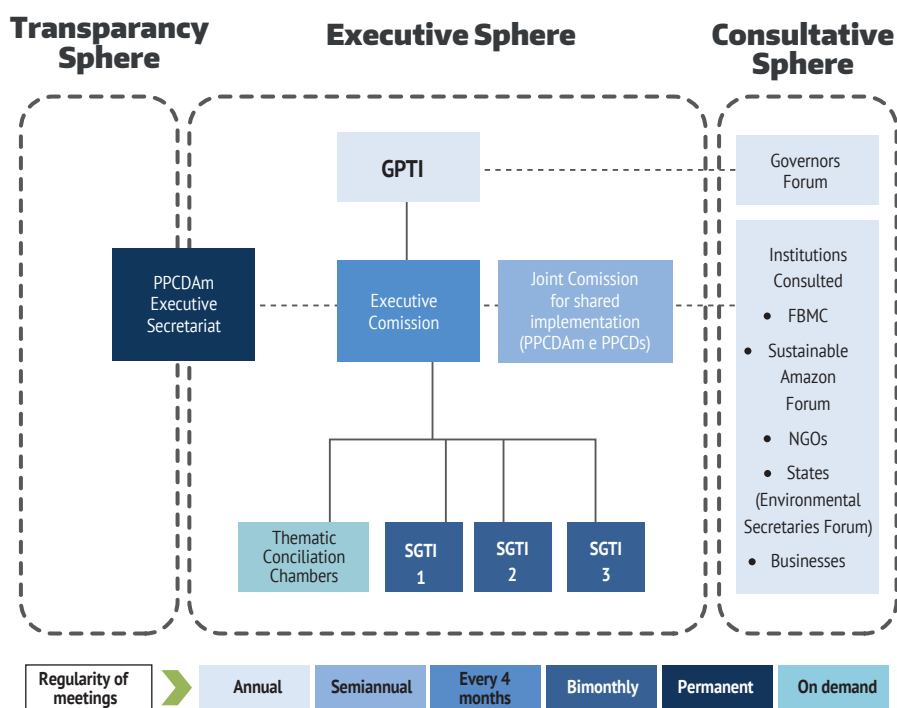 Transparancy
Sphere
Executive Sphere
Consultative
Sphere
GPTI
Governors
Forum
PPCDAm
Executive
Secretariat
Executive
Comission
Joint Comission
for shared
implementation
(PPCDAm e PPCDs)
Institutions
Consulted
• FBMC
• Sustainable
Amazon
Forum
• NGOs
• States
(Environmental
Secretaries Forum)
• Businesses
Thematic
Conciliation
Chambers
SGTI
1
SGTI
2
SGTI
3
Regularity of
meetings
Annual
Semiannual
Every 4
months
Bimonthly
Permanent
On demand